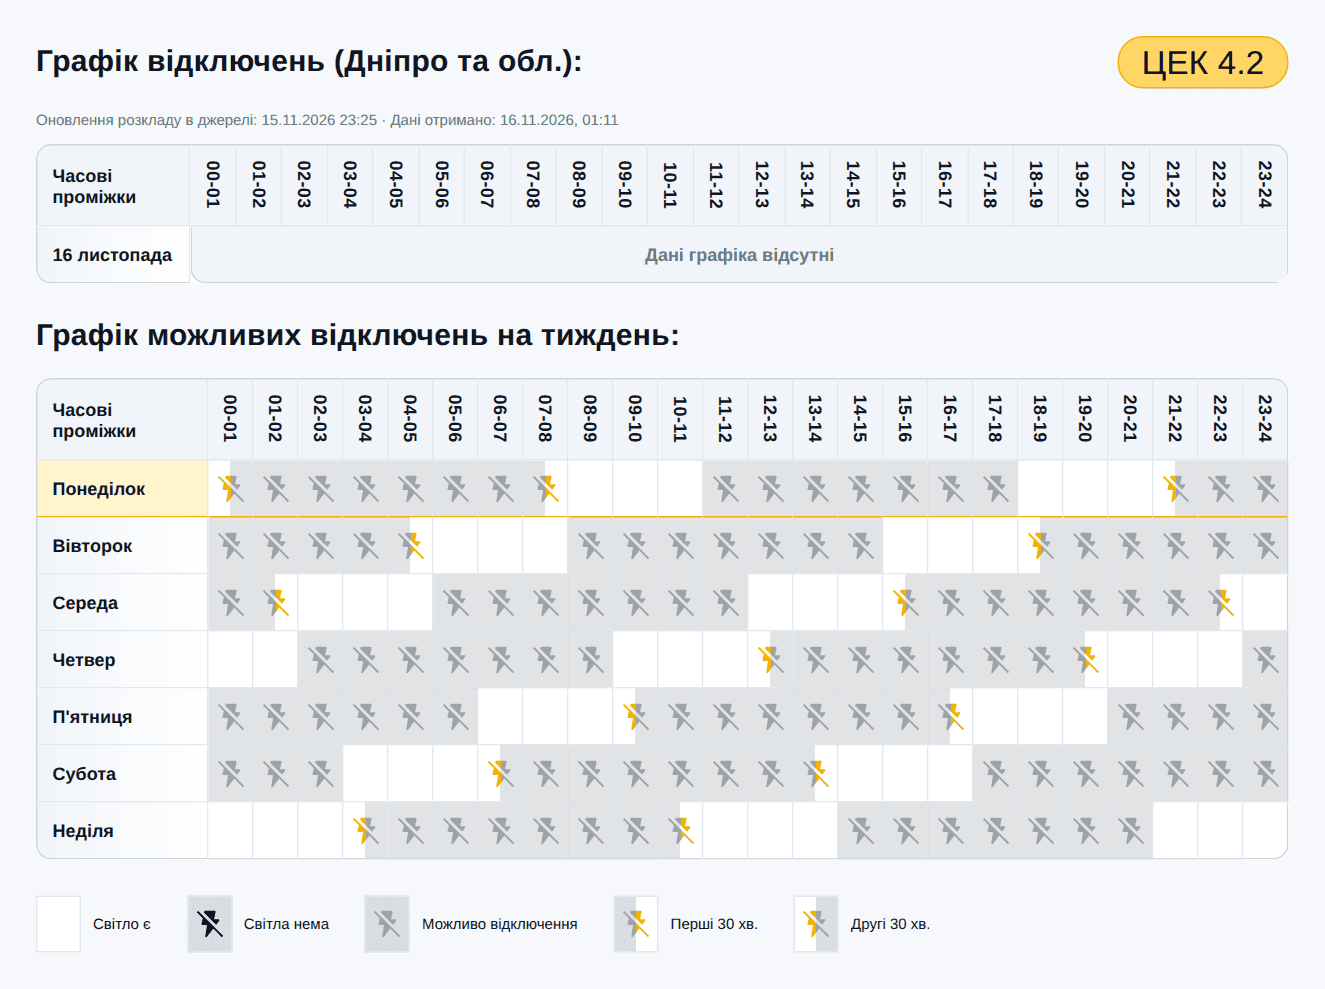 Графік відключень (Дніпро та обл.):
ЦЕК 4.2
Оновлення розкладу в джерелі: 15.11.2026 23:25 · Дані отримано: 16.11.2026, 01:11
Часові проміжки 00-01 01-02 02-03 03-04 04-05 05-06 06-07 07-08 08-09 09-10 10-11 11-12 12-13 13-14 14-15 15-16 16-17 17-18 18-19 19-20 20-21 21-22 22-23 23-24
16 листопада Дані графіка відсутні
Графік можливих відключень на тиждень:
Часові проміжки 00-01 01-02 02-03 03-04 04-05 05-06 06-07 07-08 08-09 09-10 10-11 11-12 12-13 13-14 14-15 15-16 16-17 17-18 18-19 19-20 20-21 21-22 22-23 23-24
Понеділок
Вівторок
Середа
Четвер
П'ятниця
Субота
Неділя
Світло є Світла нема Можливо відключення Перші 30 хв. Другі 30 хв.